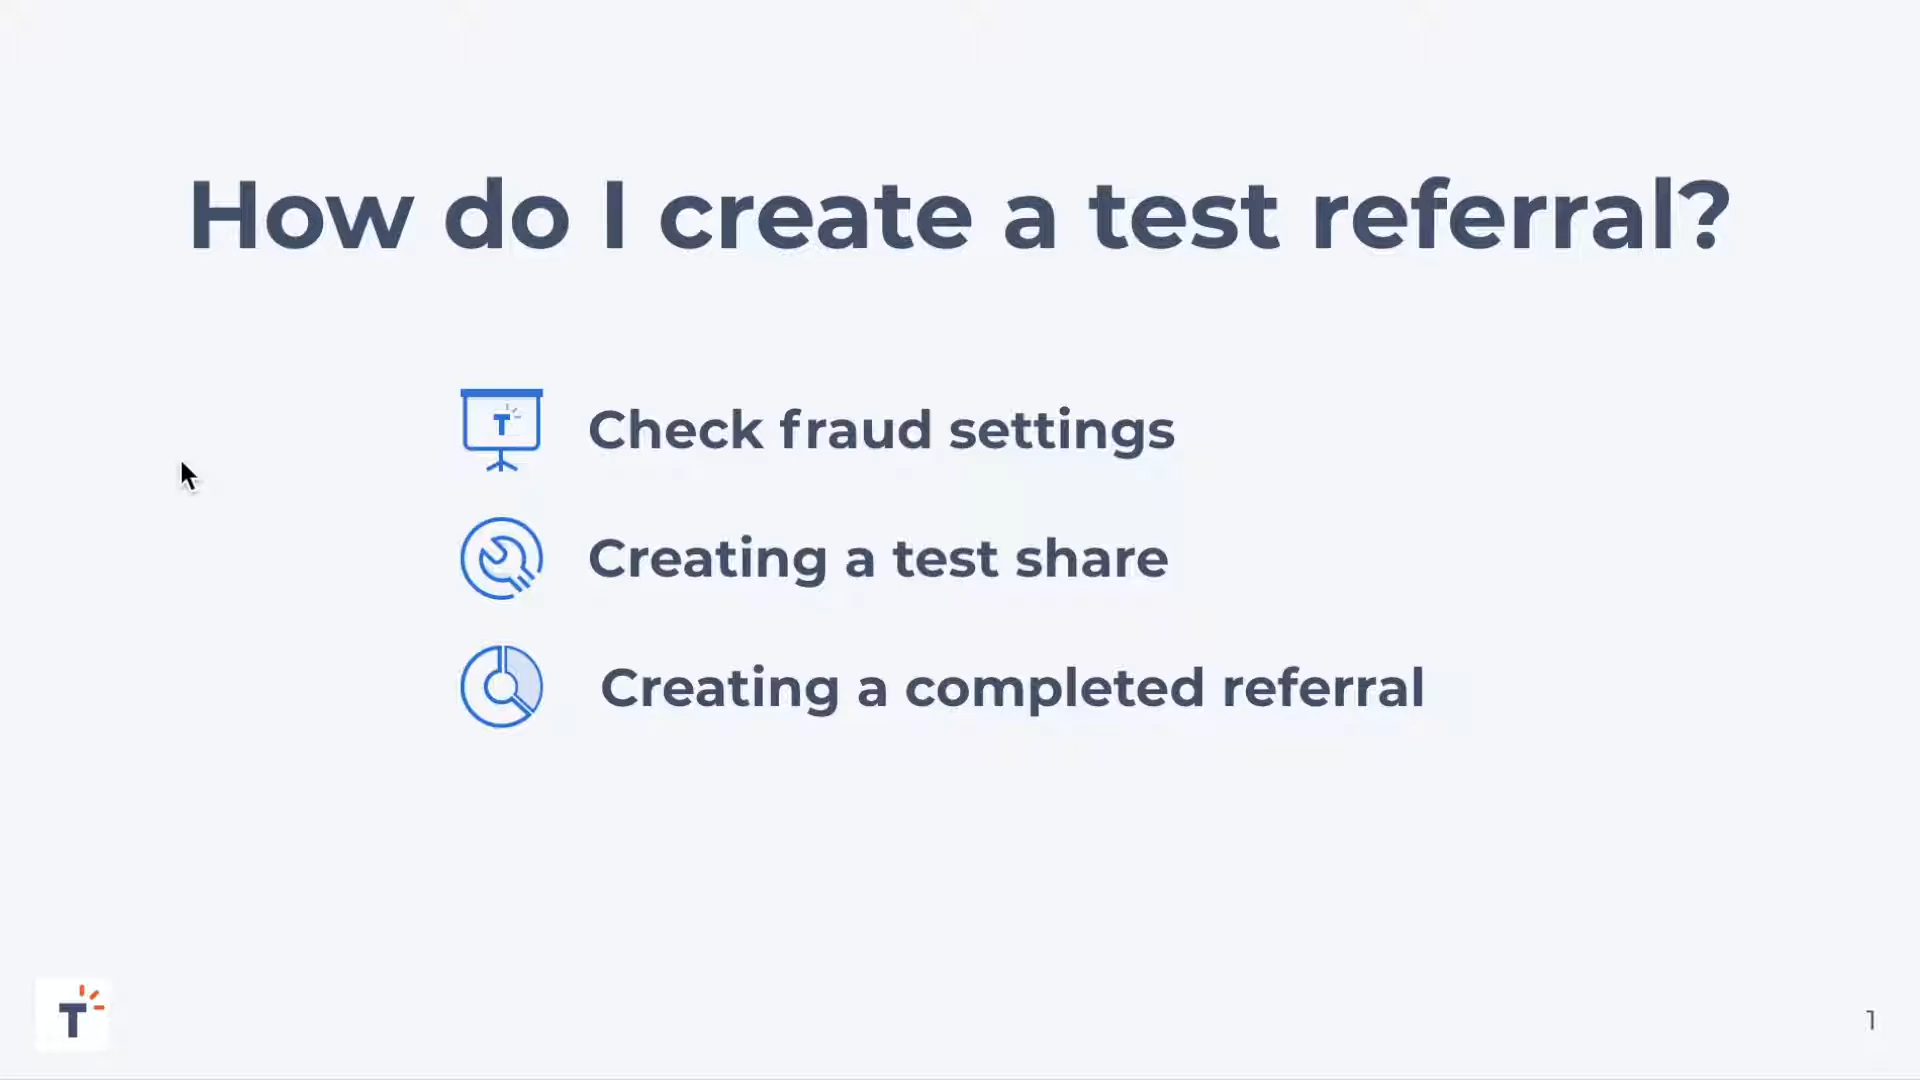 How do I create a test referral?
T
Check fraud settings
Creating a test share
Creating a completed referral
T
1